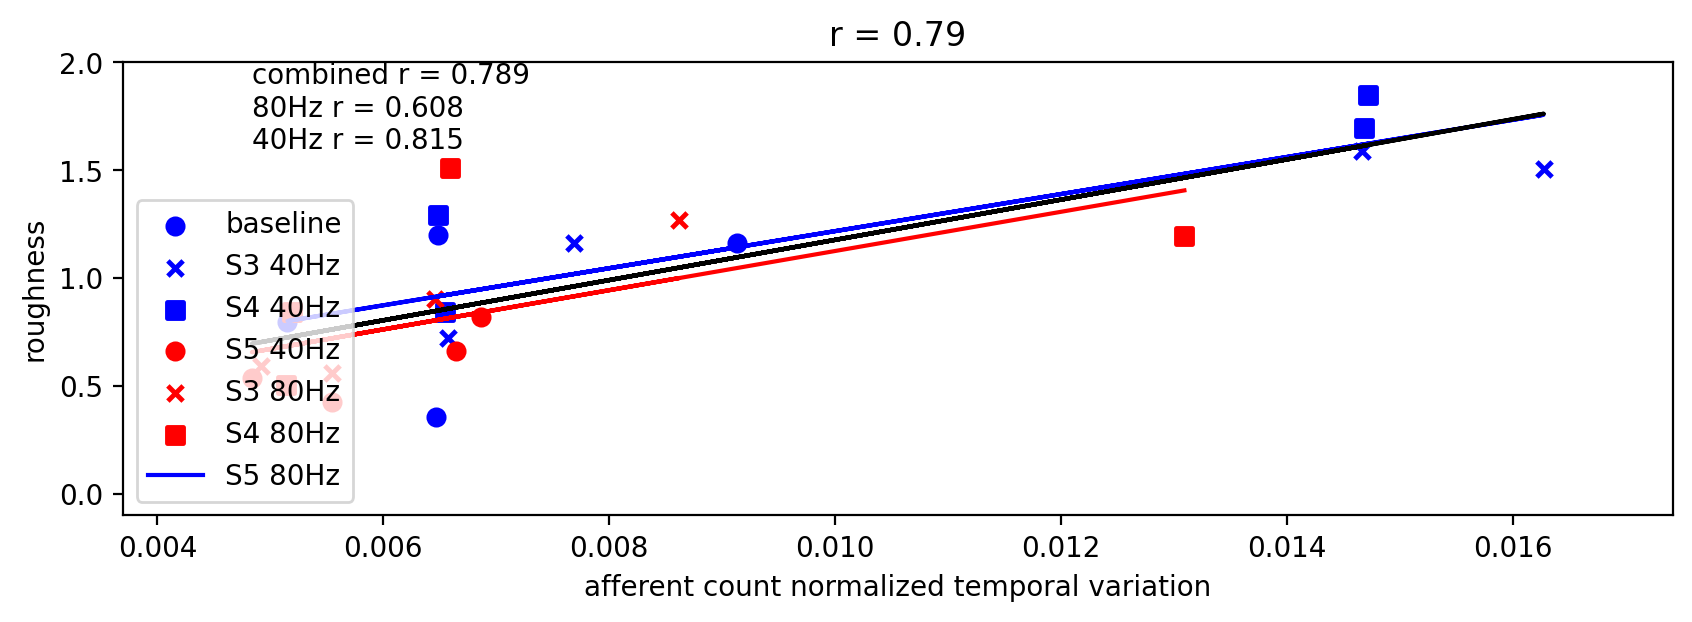 r = 0.79
combined r = 0.789
80Hz r = 0.608
40Hz r = 0.815
2.0
1.5
1.0
0.5
0.0
roughness
baseline
S3 40Hz
S4 40Hz
S5 40Hz
S3 80Hz
S4 80Hz
S5 80Hz
0.004 0.006 0.008 0.010 0.012 0.014 0.016
afferent count normalized temporal variation